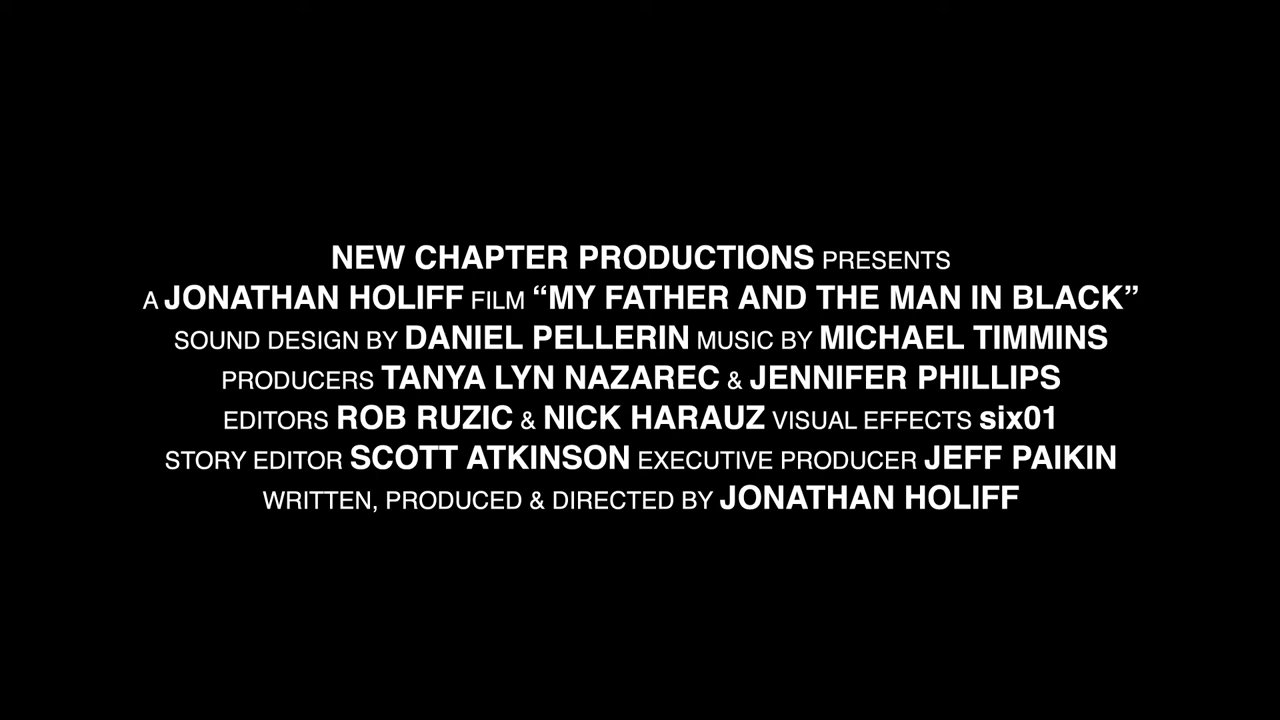 NEW CHAPTER PRODUCTIONS PRESENTS
A JONATHAN HOLIFF FILM “MY FATHER AND THE MAN IN BLACK”
SOUND DESIGN BY DANIEL PELLERIN MUSIC BY MICHAEL TIMMINS
PRODUCERS TANYA LYN NAZAREC & JENNIFER PHILLIPS
EDITORS ROB RUZIC & NICK HARAUZ VISUAL EFFECTS six01
STORY EDITOR SCOTT ATKINSON EXECUTIVE PRODUCER JEFF PAIKIN
WRITTEN, PRODUCED & DIRECTED BY JONATHAN HOLIFF